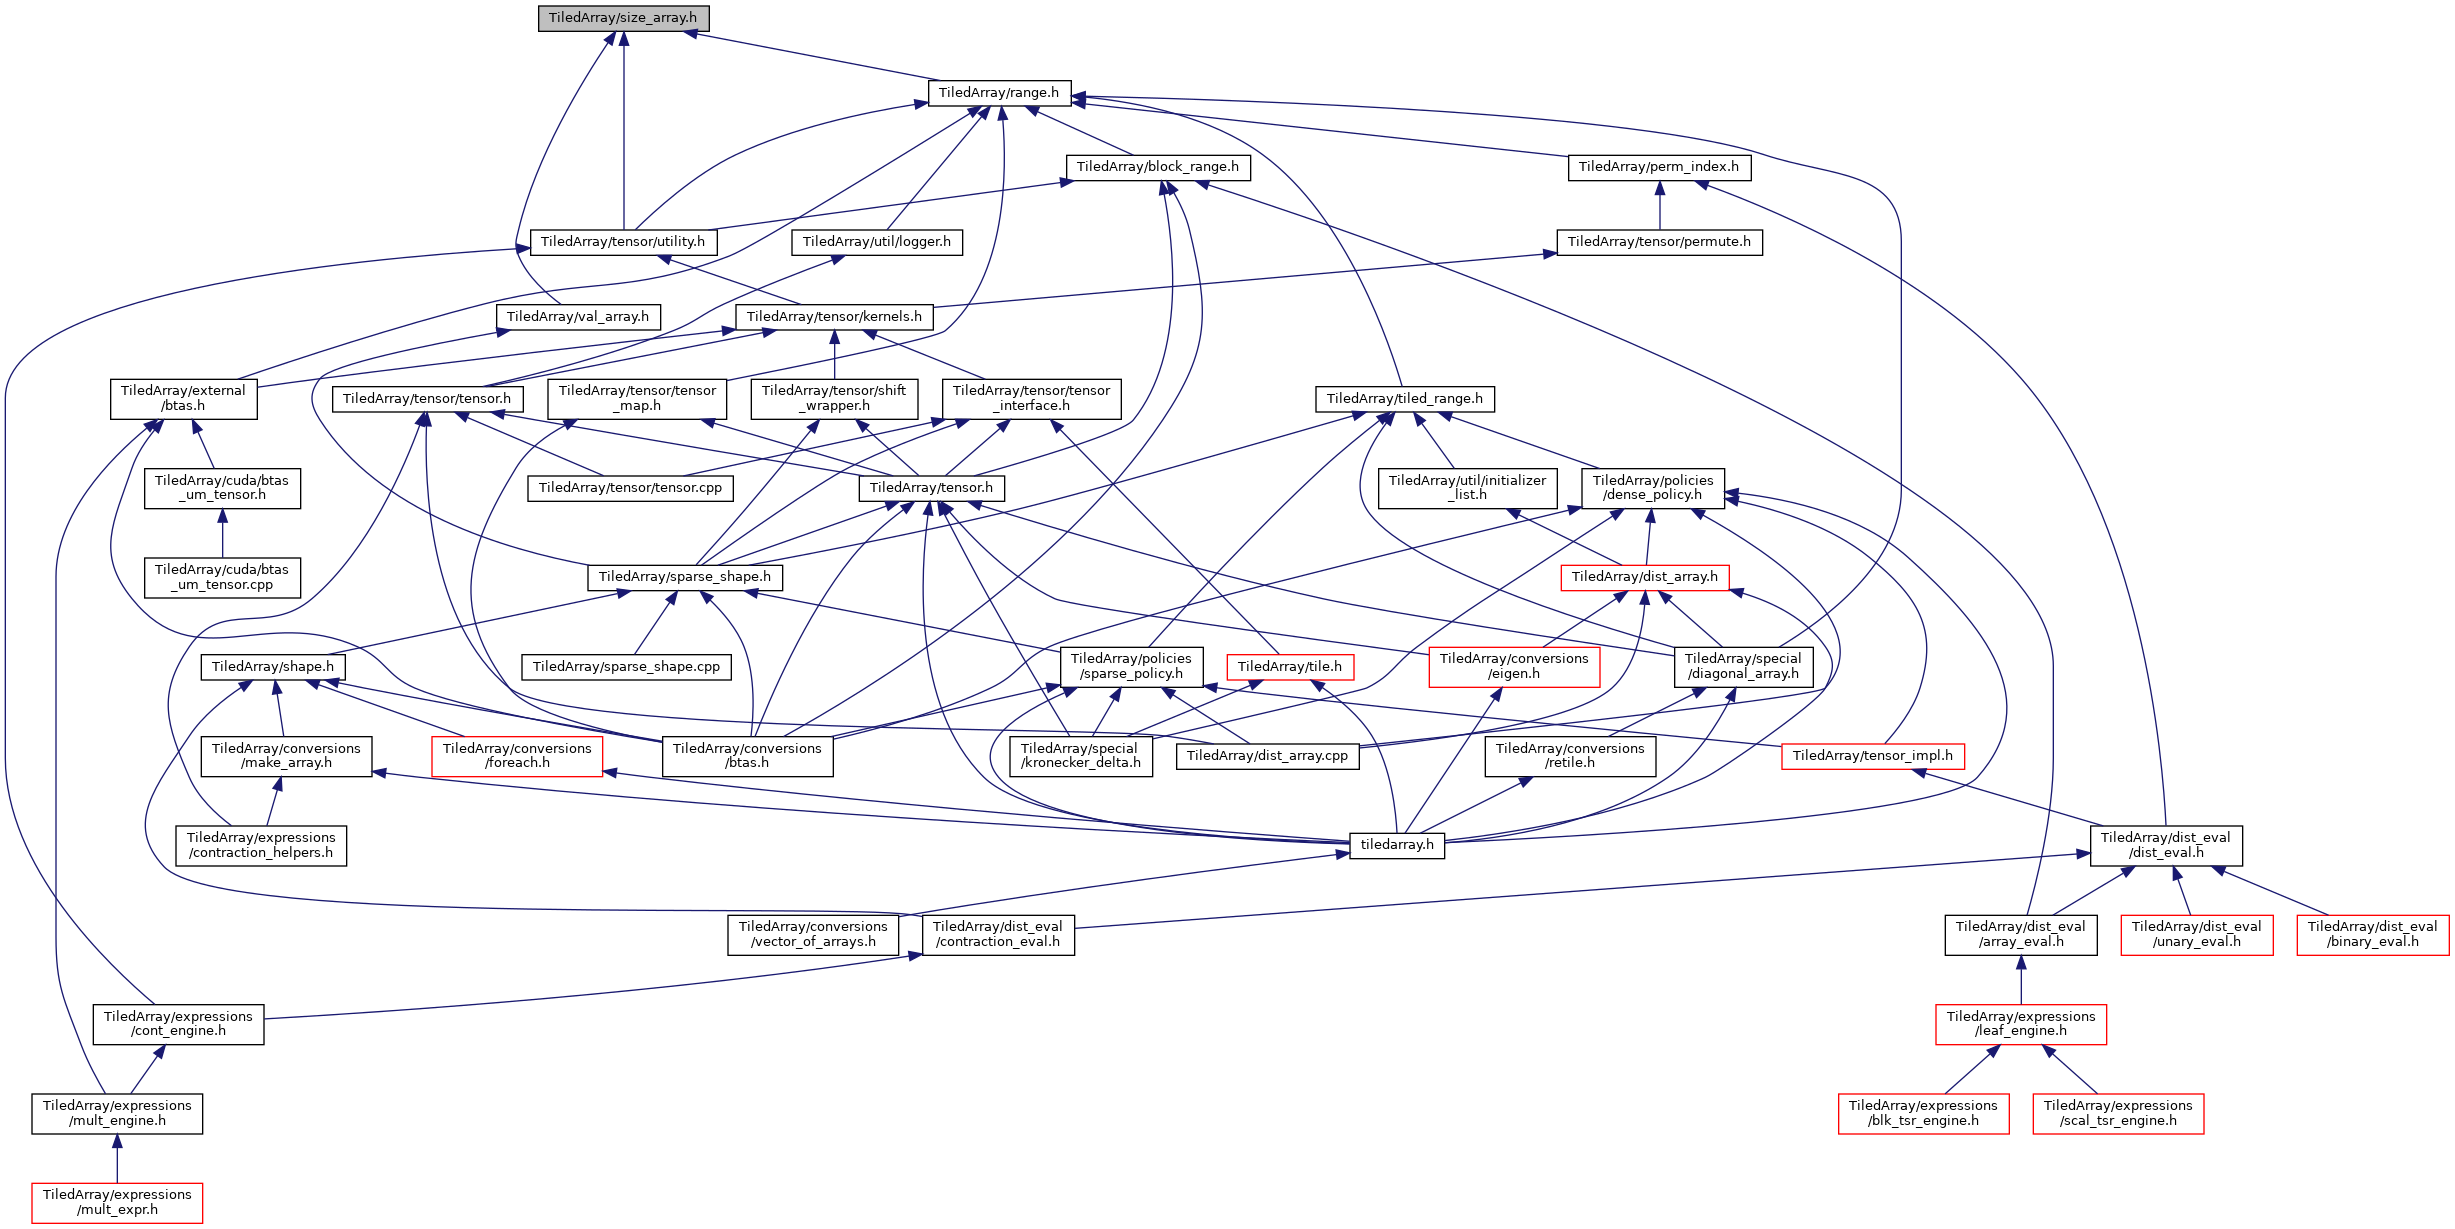 TiledArray/size_array.h
TiledArray/range.h
TiledArray/block_range.h
TiledArray/perm_index.h
TiledArray/tensor/utility.h
TiledArray/util/logger.h
TiledArray/tensor/permute.h
TiledArray/val_array.h
TiledArray/tensor/kernels.h
TiledArray/external
/btas.h
TiledArray/tensor/tensor.h
TiledArray/tensor/tensor
_map.h
TiledArray/tensor/shift
_wrapper.h
TiledArray/tensor/tensor
_interface.h
TiledArray/tiled_range.h
TiledArray/cuda/btas
_um_tensor.h
TiledArray/tensor/tensor.cpp
TiledArray/tensor.h
TiledArray/util/initializer
_list.h
TiledArray/policies
/dense_policy.h
TiledArray/cuda/btas
_um_tensor.cpp
TiledArray/sparse_shape.h
TiledArray/dist_array.h
TiledArray/shape.h
TiledArray/sparse_shape.cpp
TiledArray/policies
/sparse_policy.h
TiledArray/tile.h
TiledArray/conversions
/eigen.h
TiledArray/special
/diagonal_array.h
TiledArray/conversions
/make_array.h
TiledArray/conversions
/foreach.h
TiledArray/conversions
/btas.h
TiledArray/special
/kronecker_delta.h
TiledArray/dist_array.cpp
TiledArray/conversions
/retile.h
TiledArray/tensor_impl.h
TiledArray/expressions
/contraction_helpers.h
tiledarray.h
TiledArray/dist_eval
/dist_eval.h
TiledArray/conversions
/vector_of_arrays.h
TiledArray/dist_eval
/contraction_eval.h
TiledArray/dist_eval
/array_eval.h
TiledArray/dist_eval
/unary_eval.h
TiledArray/dist_eval
/binary_eval.h
TiledArray/expressions
/cont_engine.h
TiledArray/expressions
/leaf_engine.h
TiledArray/expressions
/mult_engine.h
TiledArray/expressions
/blk_tsr_engine.h
TiledArray/expressions
/scal_tsr_engine.h
TiledArray/expressions
/mult_expr.h